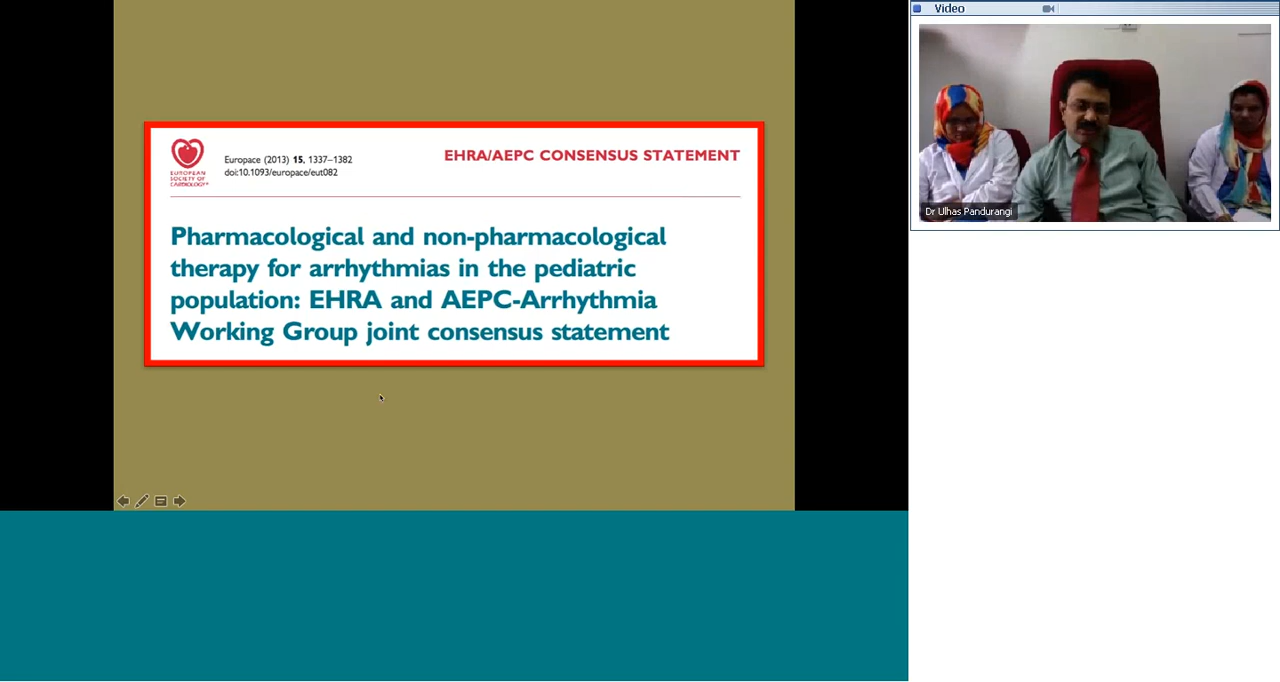 Video
EUROPEAN
SOCIETY OF
CARDIOLOGY®
Europace (2013) 15, 1337–1382
doi:10.1093/europace/eut082
EHRA/AEPC CONSENSUS STATEMENT
Pharmacological and non-pharmacological
therapy for arrhythmias in the pediatric
population: EHRA and AEPC-Arrhythmia
Working Group joint consensus statement
Dr Ulhas Pandurangi